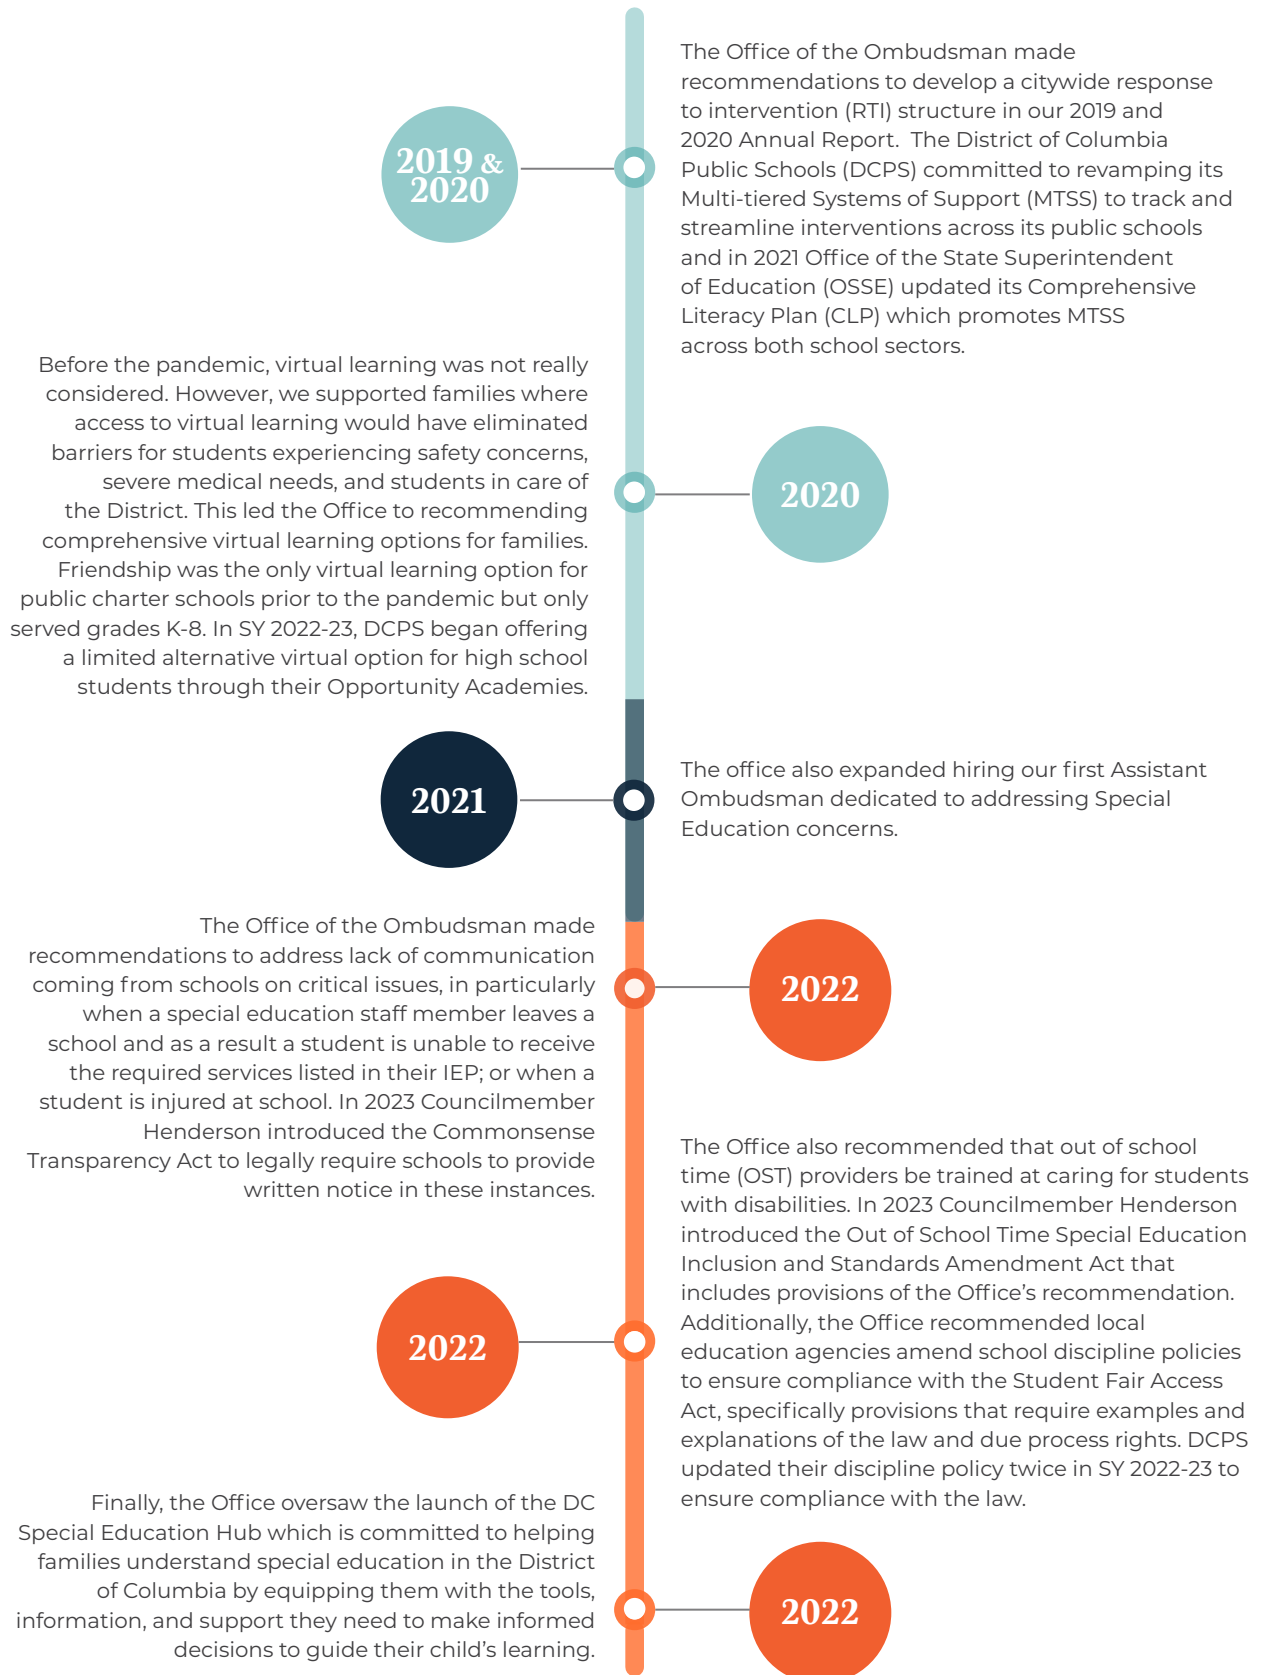 The Office of the Ombudsman made
recommendations to develop a citywide response
to intervention (RTI) structure in our 2019 and
2020 Annual Report.  The District of Columbia
Public Schools (DCPS) committed to revamping its
Multi-tiered Systems of Support (MTSS) to track and
streamline interventions across its public schools
and in 2021 Office of the State Superintendent
of Education (OSSE) updated its Comprehensive
Literacy Plan (CLP) which promotes MTSS
across both school sectors.
2019 &
2020
Before the pandemic, virtual learning was not really
considered. However, we supported families where
access to virtual learning would have eliminated
barriers for students experiencing safety concerns,
severe medical needs, and students in care of
the District. This led the Office to recommending
comprehensive virtual learning options for families.
Friendship was the only virtual learning option for
public charter schools prior to the pandemic but only
served grades K-8. In SY 2022-23, DCPS began offering
a limited alternative virtual option for high school
students through their Opportunity Academies.
2020
2021
The office also expanded hiring our first Assistant
Ombudsman dedicated to addressing Special
Education concerns.
The Office of the Ombudsman made
recommendations to address lack of communication
coming from schools on critical issues, in particularly
when a special education staff member leaves a
school and as a result a student is unable to receive
the required services listed in their IEP; or when a
student is injured at school. In 2023 Councilmember
Henderson introduced the Commonsense
Transparency Act to legally require schools to provide
written notice in these instances.
2022
The Office also recommended that out of school
time (OST) providers be trained at caring for students
with disabilities. In 2023 Councilmember Henderson
introduced the Out of School Time Special Education
Inclusion and Standards Amendment Act that
includes provisions of the Office’s recommendation.
Additionally, the Office recommended local
education agencies amend school discipline policies
to ensure compliance with the Student Fair Access
Act, specifically provisions that require examples and
explanations of the law and due process rights. DCPS
updated their discipline policy twice in SY 2022-23 to
ensure compliance with the law.
2022
Finally, the Office oversaw the launch of the DC
Special Education Hub which is committed to helping
families understand special education in the District
of Columbia by equipping them with the tools,
information, and support they need to make informed
decisions to guide their child’s learning.
2022